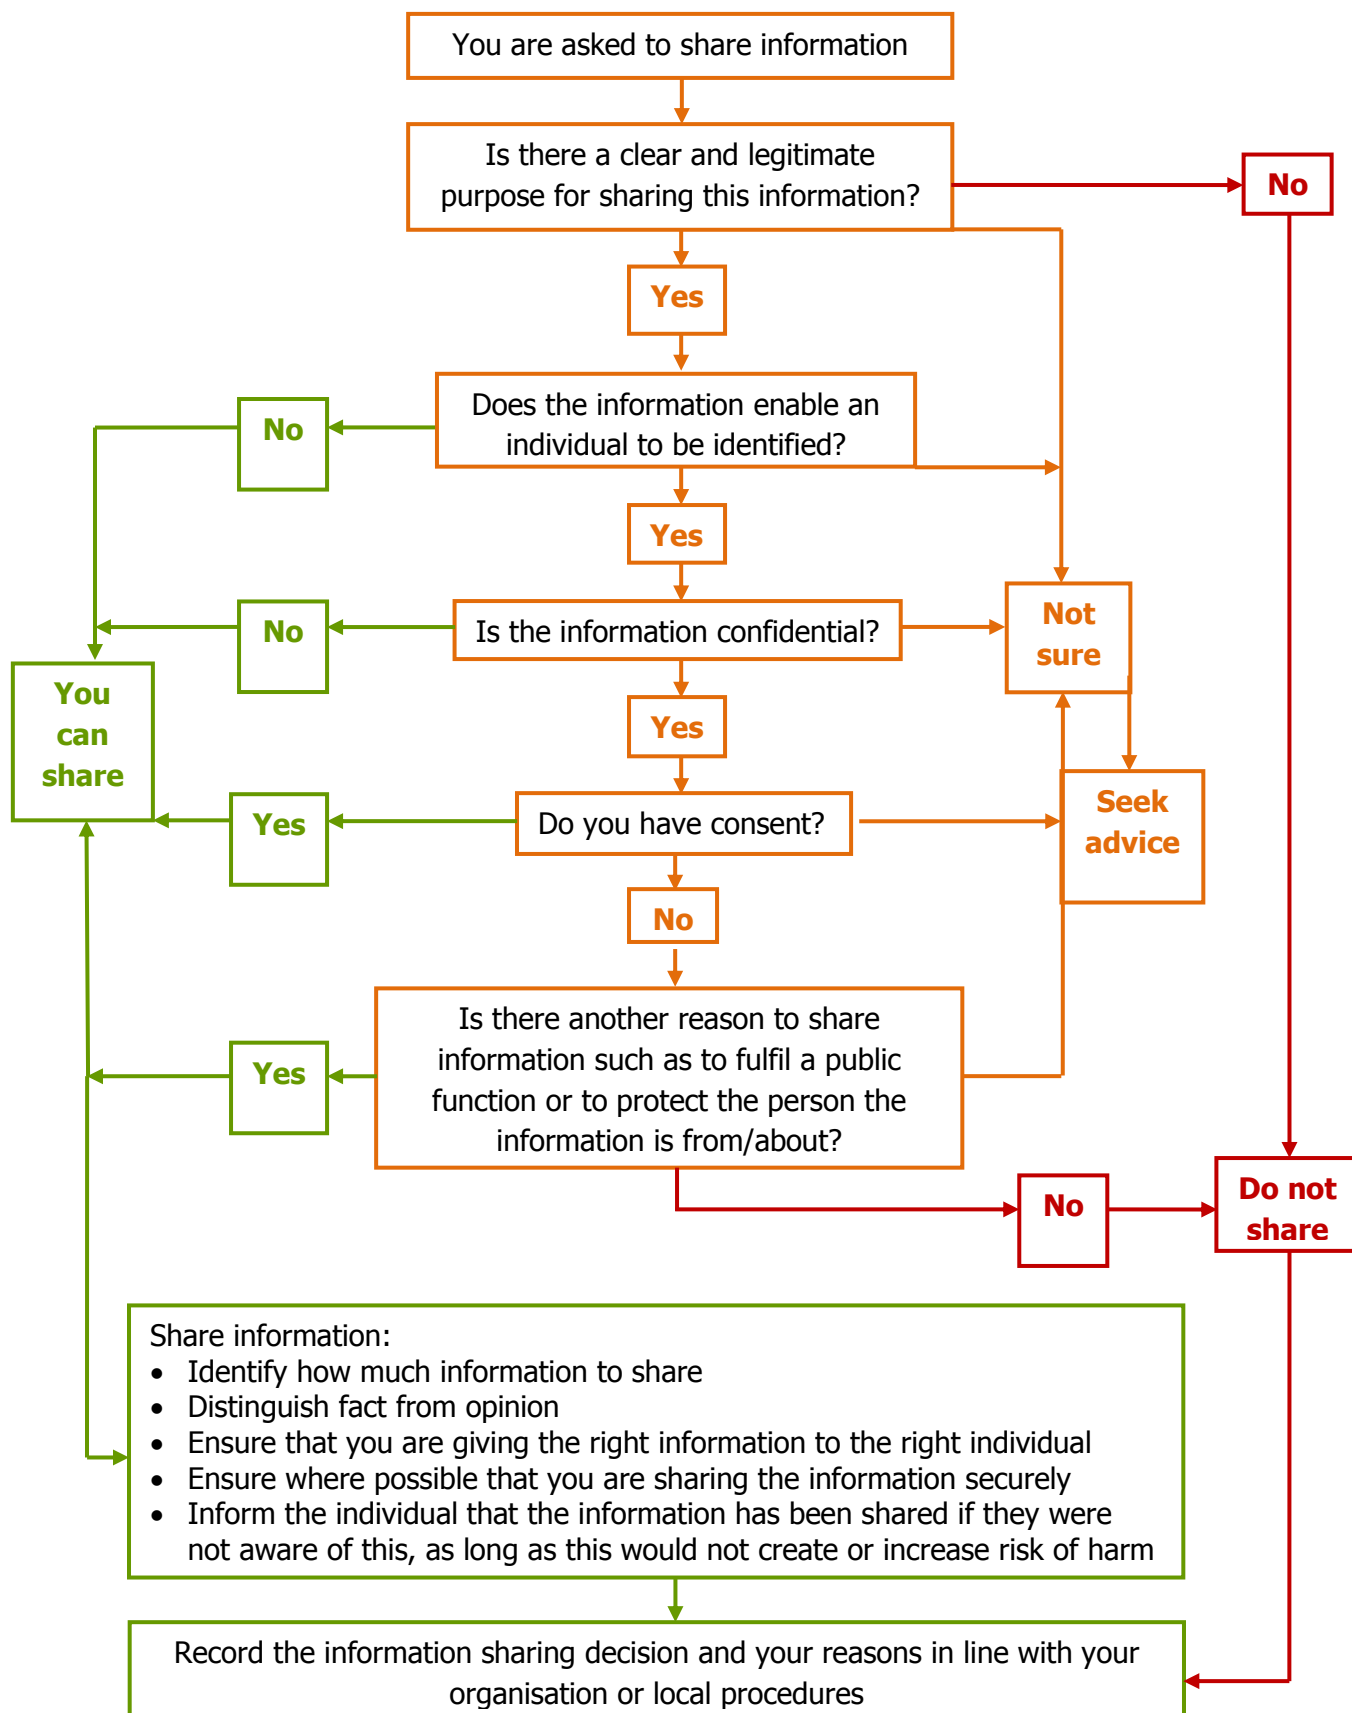 You are asked to share information
Is there a clear and legitimate
purpose for sharing this information?
No
Yes
Does the information enable an
individual to be identified?
No
Yes
Is the information confidential?
No
Not
sure
You
can
share
Yes
Seek
advice
Do you have consent?
Yes
No
Is there another reason to share
information such as to fulfil a public
function or to protect the person the
information is from/about?
Yes
No
Do not
share
Share information:
• Identify how much information to share
• Distinguish fact from opinion
• Ensure that you are giving the right information to the right individual
• Ensure where possible that you are sharing the information securely
• Inform the individual that the information has been shared if they were
not aware of this, as long as this would not create or increase risk of harm
Record the information sharing decision and your reasons in line with your
organisation or local procedures